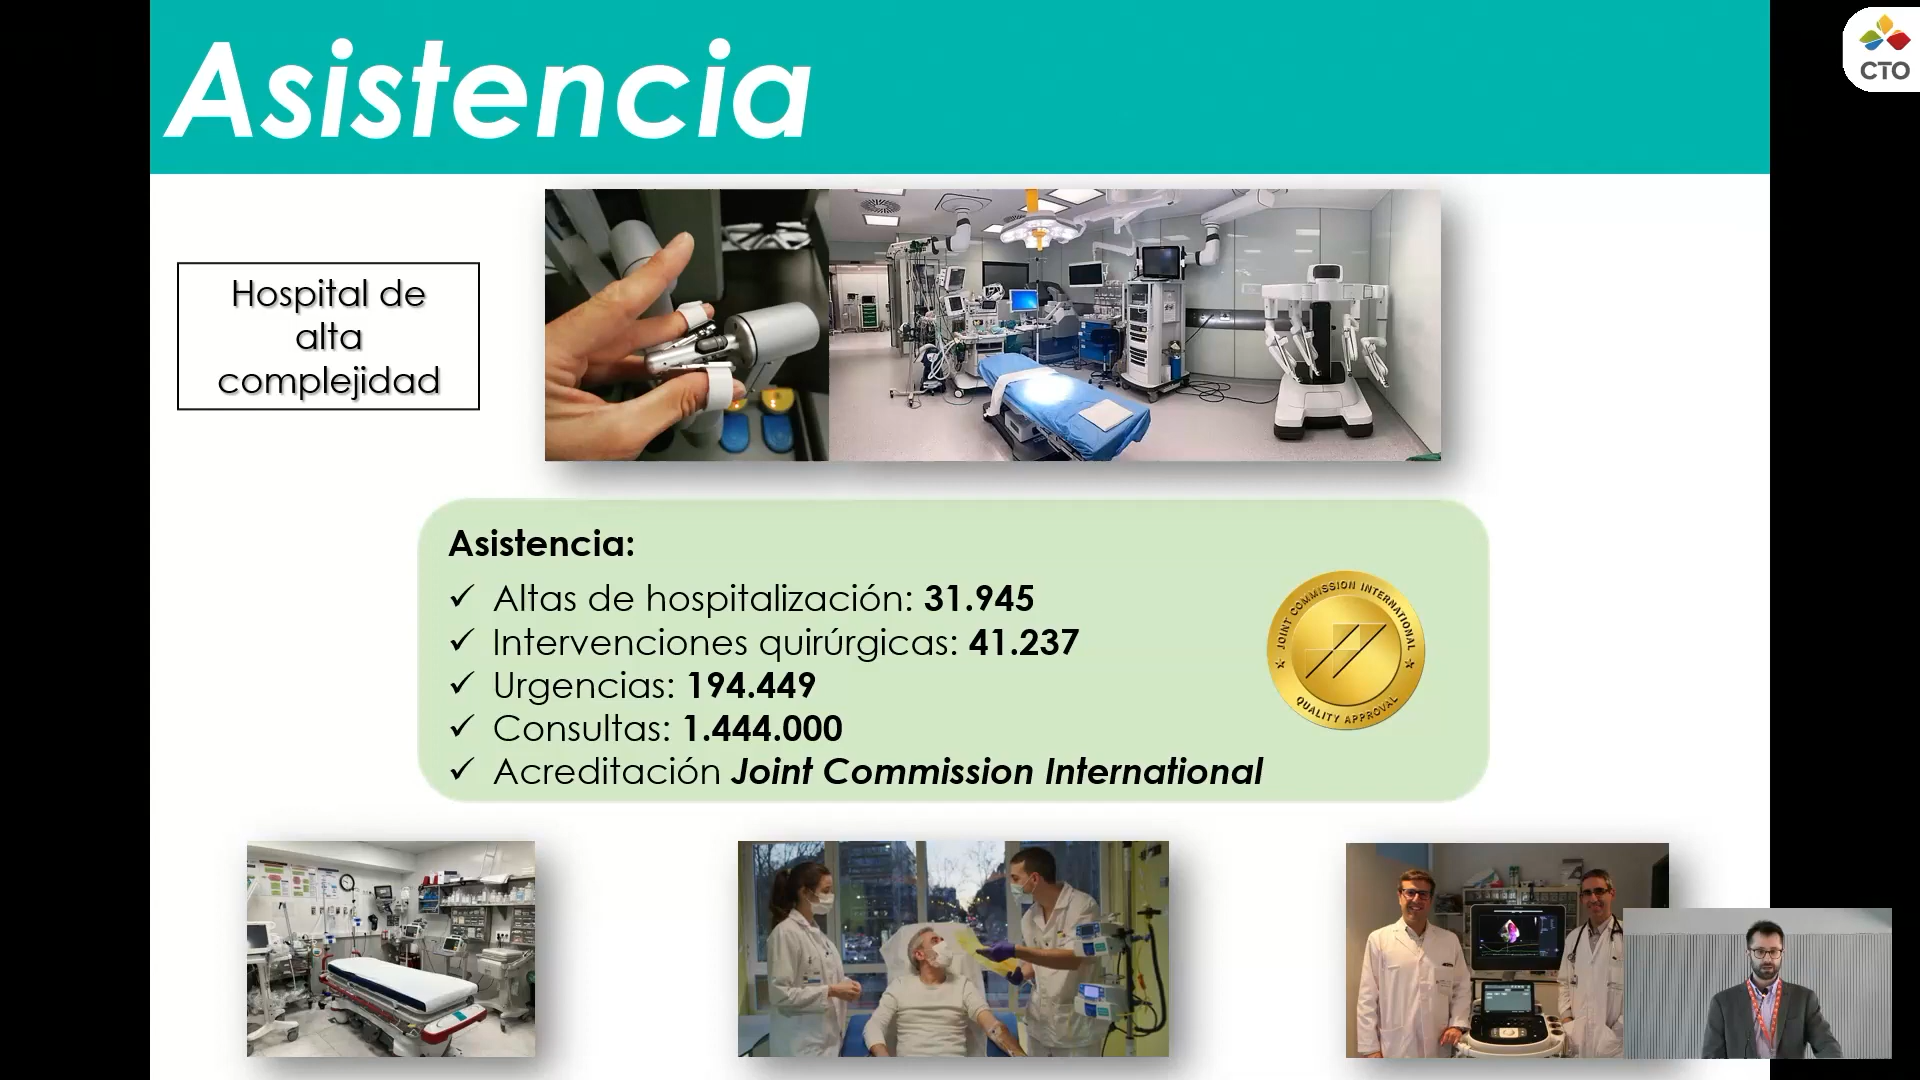 Asistencia
CTO
Hospital de
alta
complejidad
Asistencia:
✓ Altas de hospitalización: 31.945
✓ Intervenciones quirúrgicas: 41.237
✓ Urgencias: 194.449
✓ Consultas: 1.444.000
✓ Acreditación Joint Commission International
JOINT COMMISSION INTERNATIONAL
QUALITY APPROVAL